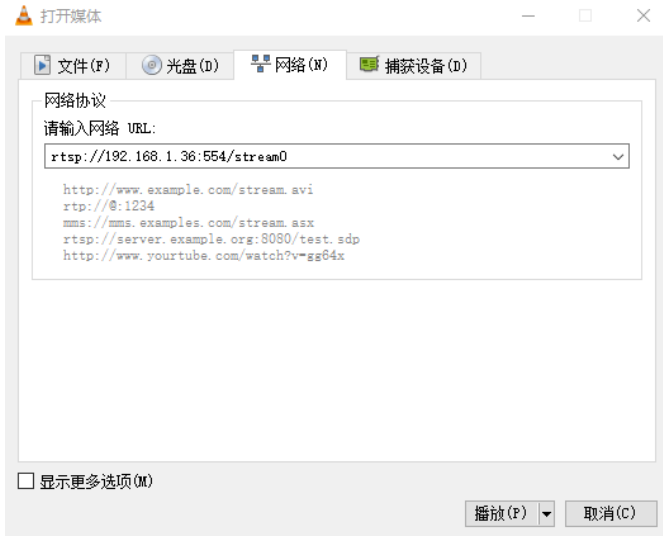 打开媒体
文件(F) 光盘(D) 网络(N) 捕获设备(D)
网络协议
请输入网络 URL:
rtsp://192.168.1.36:554/stream0
http://www.example.com/stream.avi
rtp://@:1234
mms://mms.examples.com/stream.asx
rtsp://server.example.org:8080/test.sdp
http://www.yourtube.com/watch?v=gg64x
显示更多选项(M)
播放(P) 取消(C)